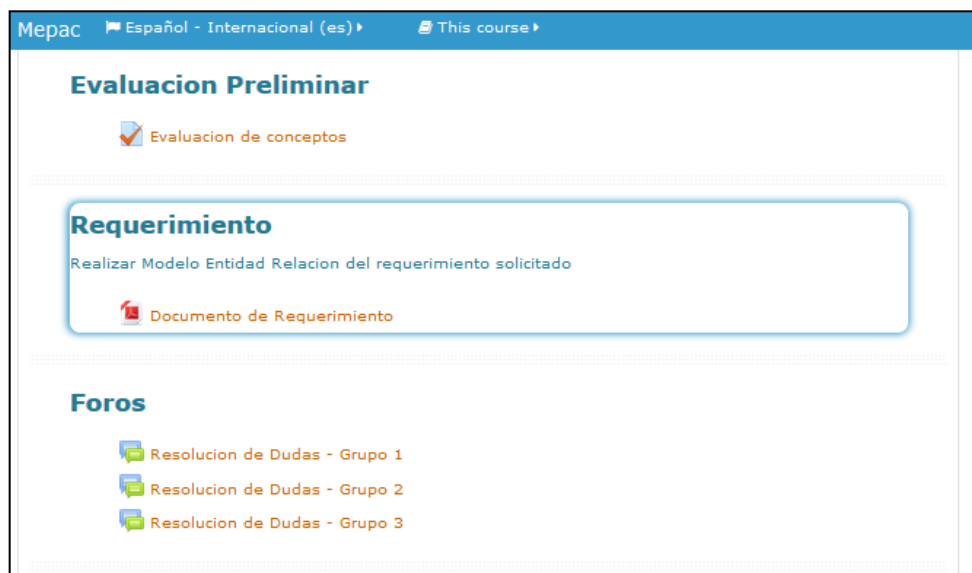 Mepac Español - Internacional (es) This course
Evaluacion Preliminar
Evaluacion de conceptos
Requerimiento
Realizar Modelo Entidad Relacion del requerimiento solicitado
Documento de Requerimiento
Foros
Resolucion de Dudas - Grupo 1
Resolucion de Dudas - Grupo 2
Resolucion de Dudas - Grupo 3